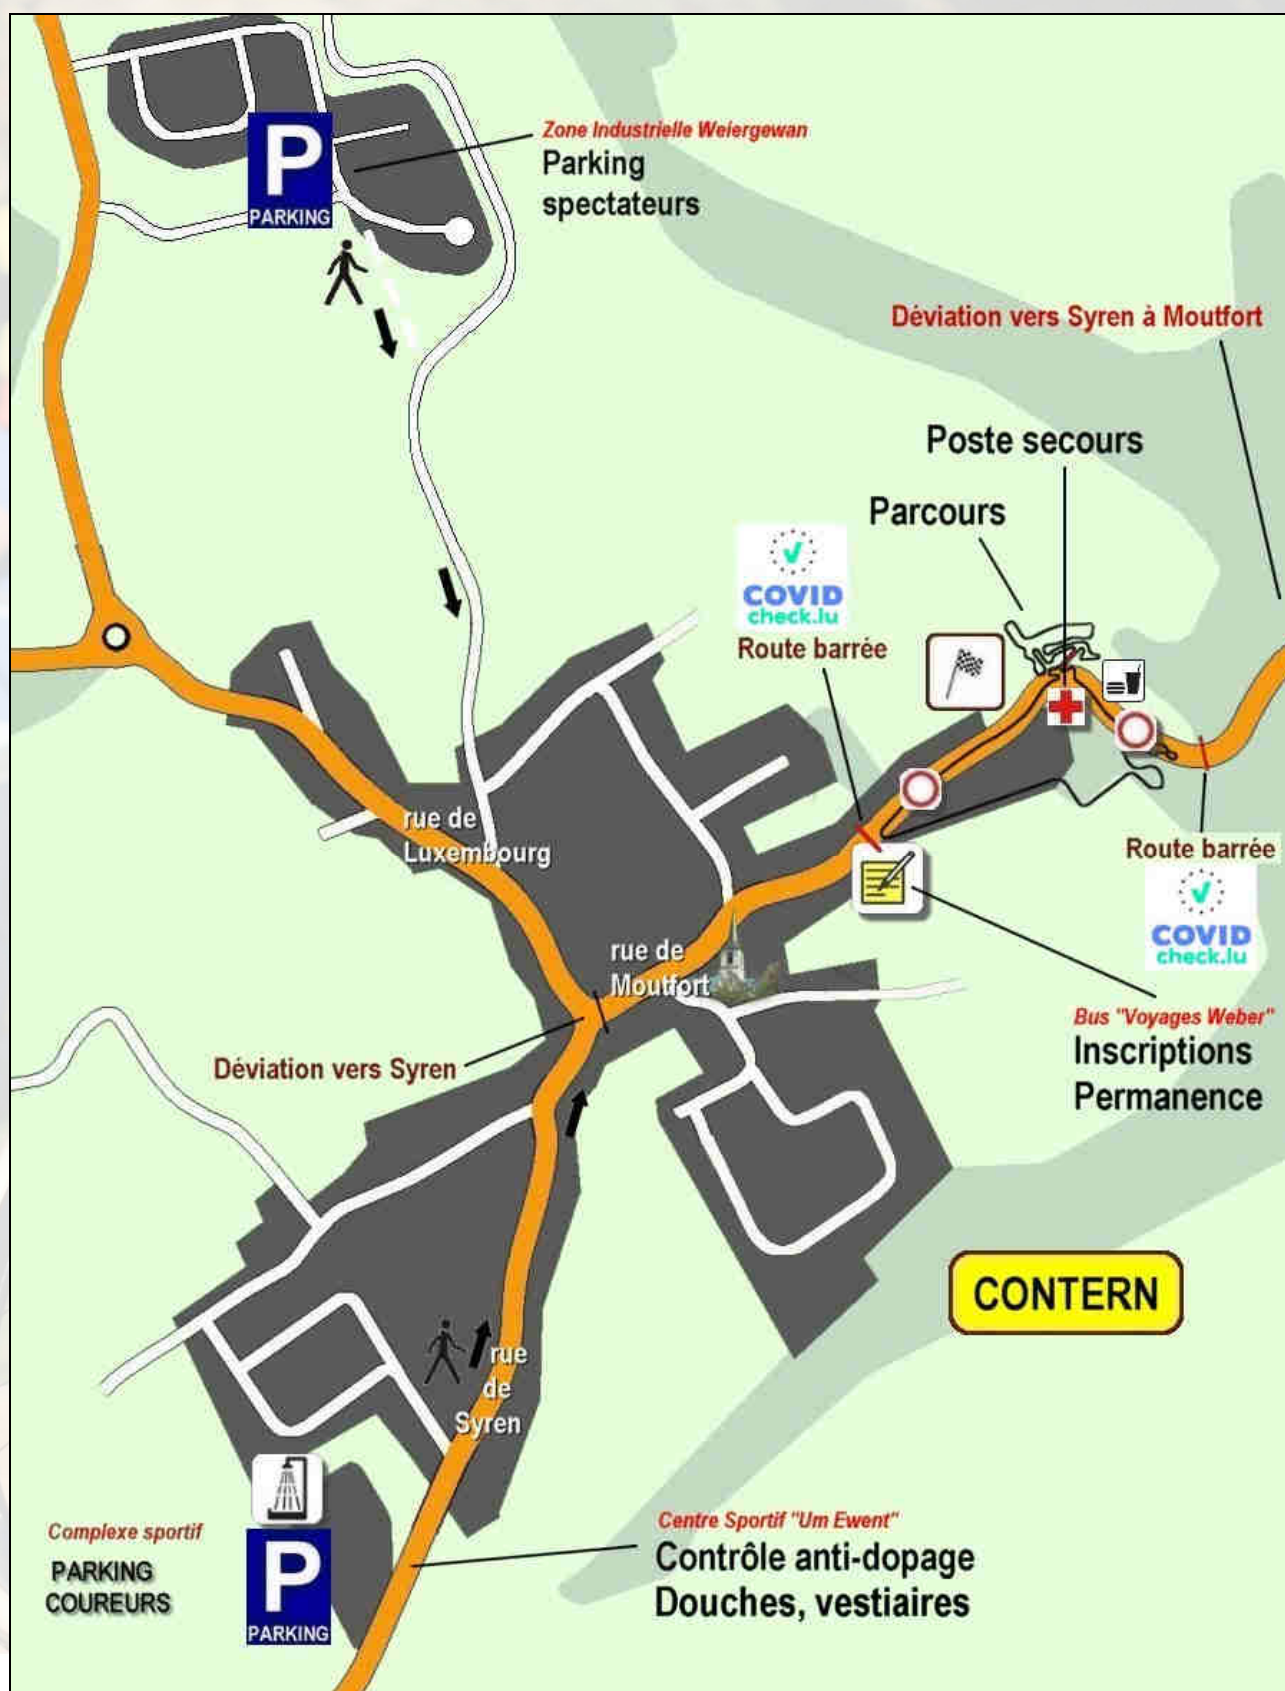 Zone Industrielle Weiergewan
Parking
spectateurs
P
PARKING
Déviation vers Syren à Moutfort
Poste secours
Parcours
COVID
check.lu
Route barrée
rue de
Luxembourg
Route barrée
COVID
check.lu
rue de
Moutfort
Bus "Voyages Weber"
Inscriptions
Permanence
Déviation vers Syren
CONTERN
rue
de
Syren
Complexe sportif
PARKING
COUREURS
P
PARKING
Centre Sportif "Um Ewent"
Contrôle anti-dopage
Douches, vestiaires